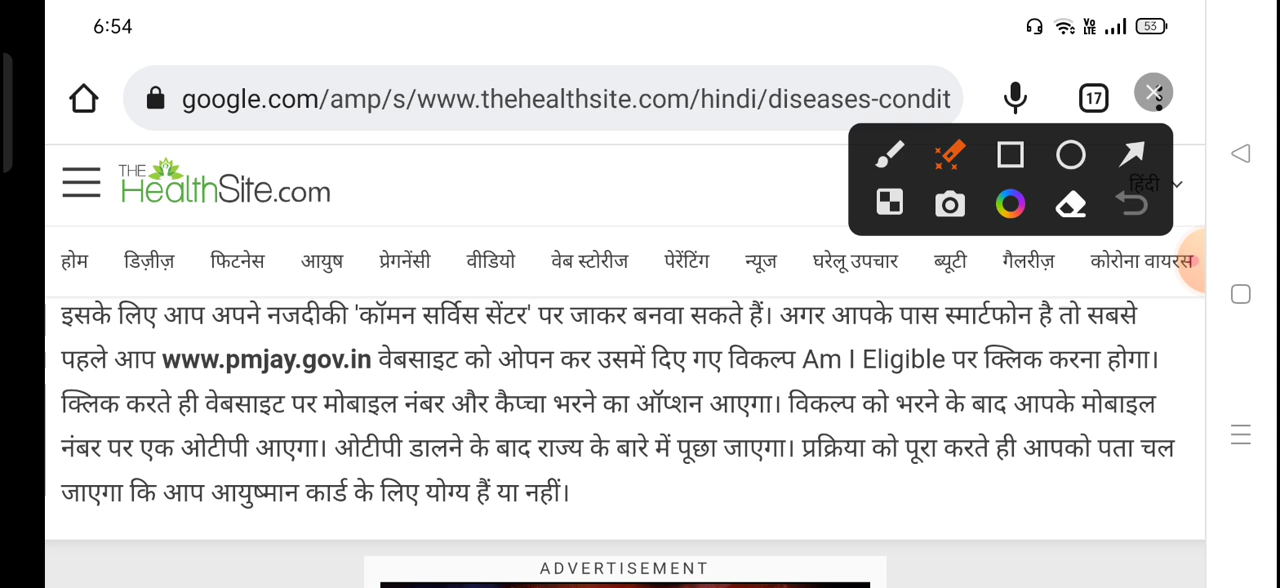 6:54
Vo LTE 53
google.com/amp/s/www.thehealthsite.com/hindi/diseases-condit
17
THE
HealthSite.com
हिंदी
होम डिज़ीज़ फिटनेस आयुष प्रेगनेंसी वीडियो वेब स्टोरीज पेरेंटिंग न्यूज घरेलू उपचार ब्यूटी गैलरीज़ कोरोना वायरस
इसके लिए आप अपने नजदीकी 'कॉमन सर्विस सेंटर' पर जाकर बनवा सकते हैं। अगर आपके पास स्मार्टफोन है तो सबसे
पहले आप www.pmjay.gov.in वेबसाइट को ओपन कर उसमें दिए गए विकल्प Am I Eligible पर क्लिक करना होगा।
क्लिक करते ही वेबसाइट पर मोबाइल नंबर और कैप्चा भरने का ऑप्शन आएगा। विकल्प को भरने के बाद आपके मोबाइल
नंबर पर एक ओटीपी आएगा। ओटीपी डालने के बाद राज्य के बारे में पूछा जाएगा। प्रक्रिया को पूरा करते ही आपको पता चल
जाएगा कि आप आयुष्मान कार्ड के लिए योग्य हैं या नहीं।
ADVERTISEMENT